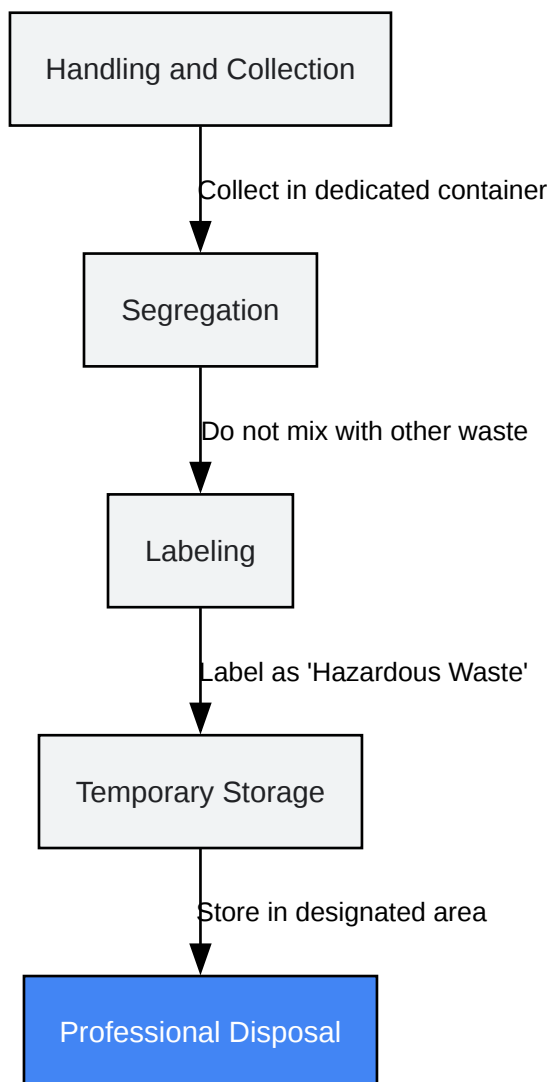 Handling and Collection
Collect in dedicated container
Segregation
Do not mix with other waste
Labeling
Label as 'Hazardous Waste'
Temporary Storage
Store in designated area
Professional Disposal